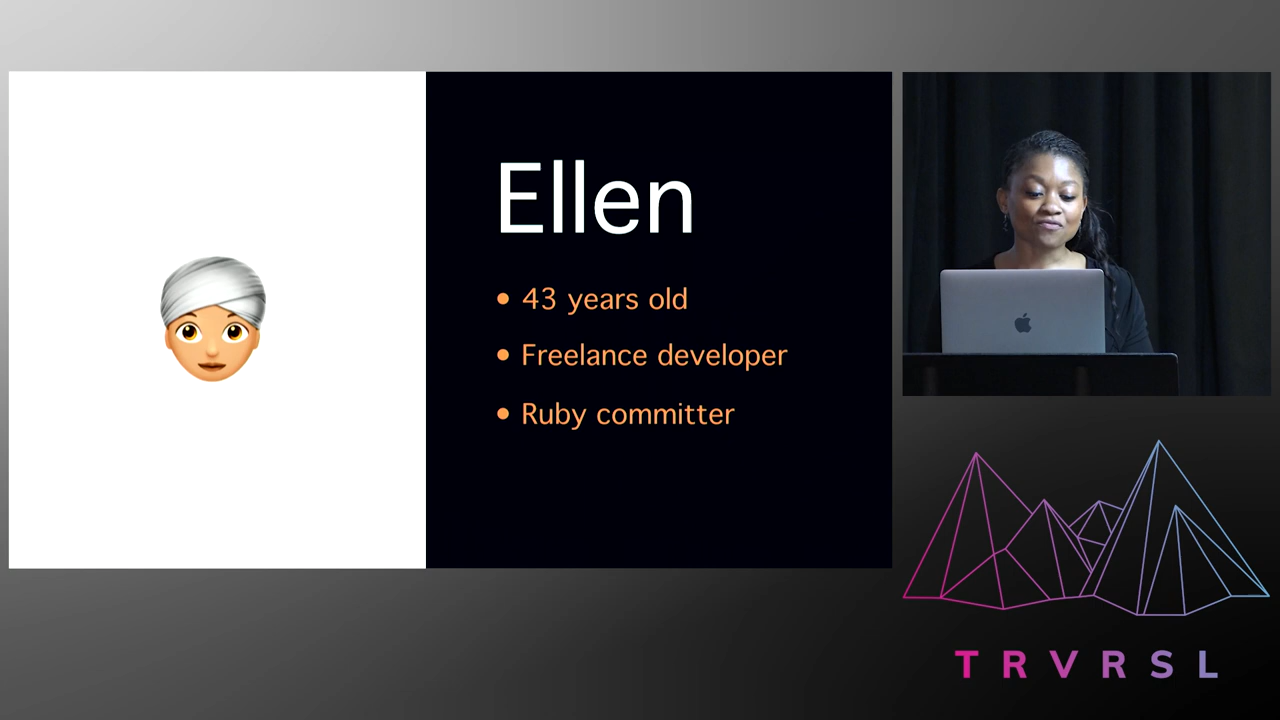 Ellen
• 43 years old
• Freelance developer
• Ruby committer
TRVRSL